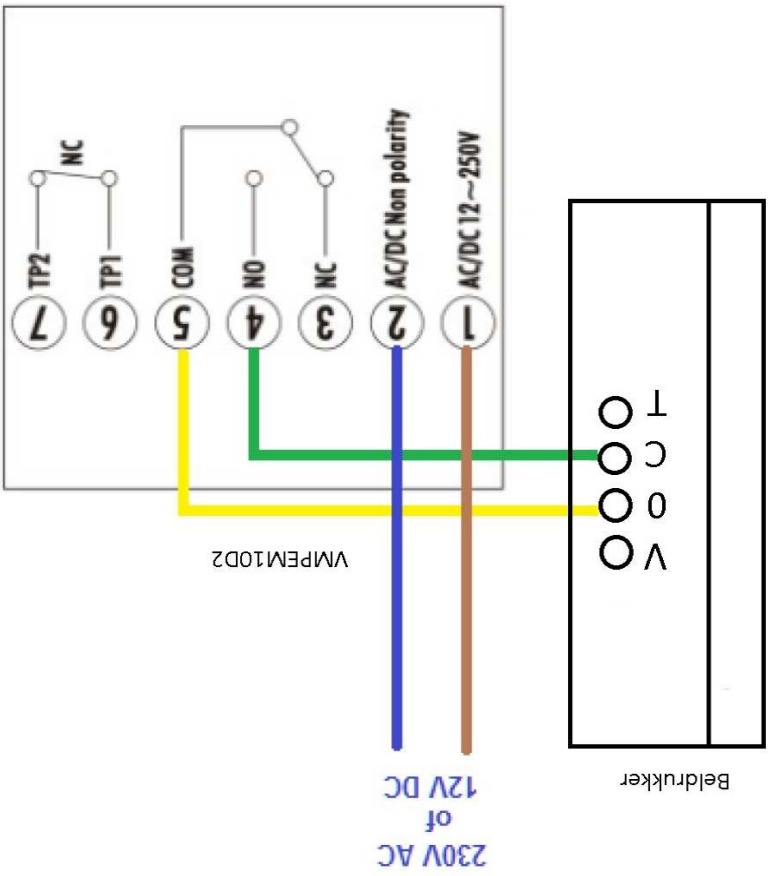 230V AC
of
12V DC
Beldrukker
VMPEM10D2
V
0
C
T
1
2
3
4
5
6
7
AC/DC 12~250V
AC/DC Non polarity
NC
NO
COM
TP1
TP2
NC